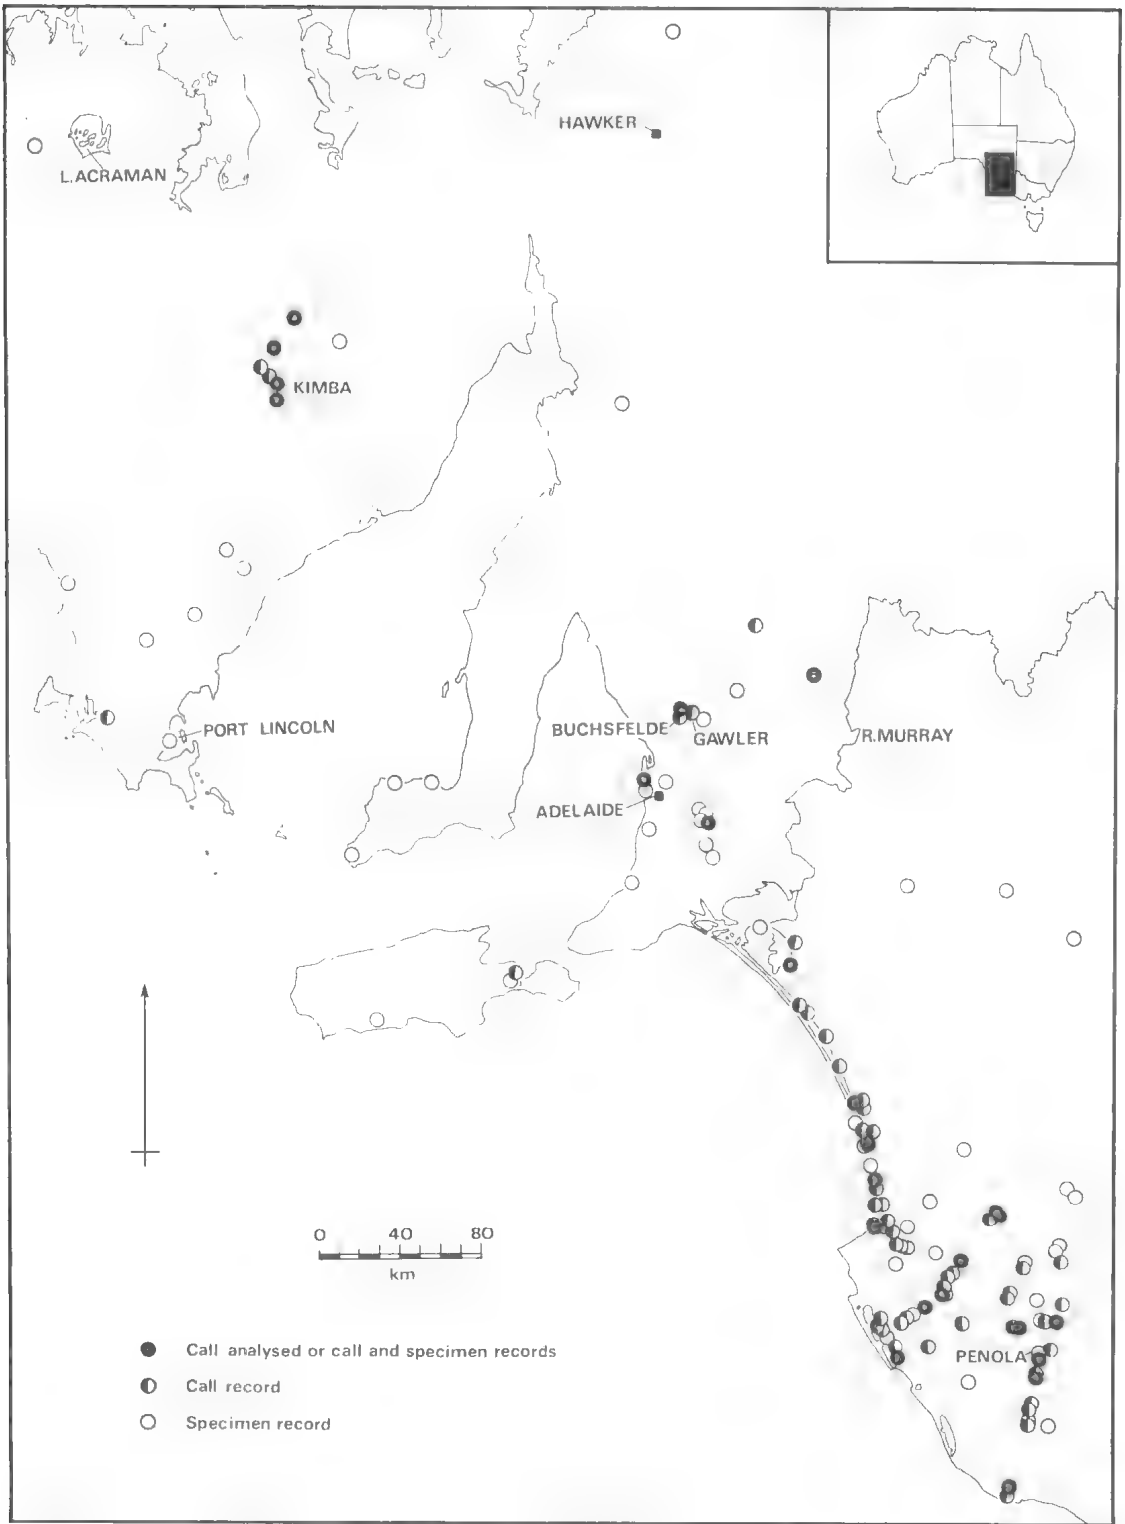 HAWKER
L. ACRAMAN
KIMBA
PORT LINCOLN
BUCHSFELDE
GAWLER
R. MURRAY
ADELAIDE
0 40 80
km
Call analysed or call and specimen records
Call record
Specimen record
PENOLA